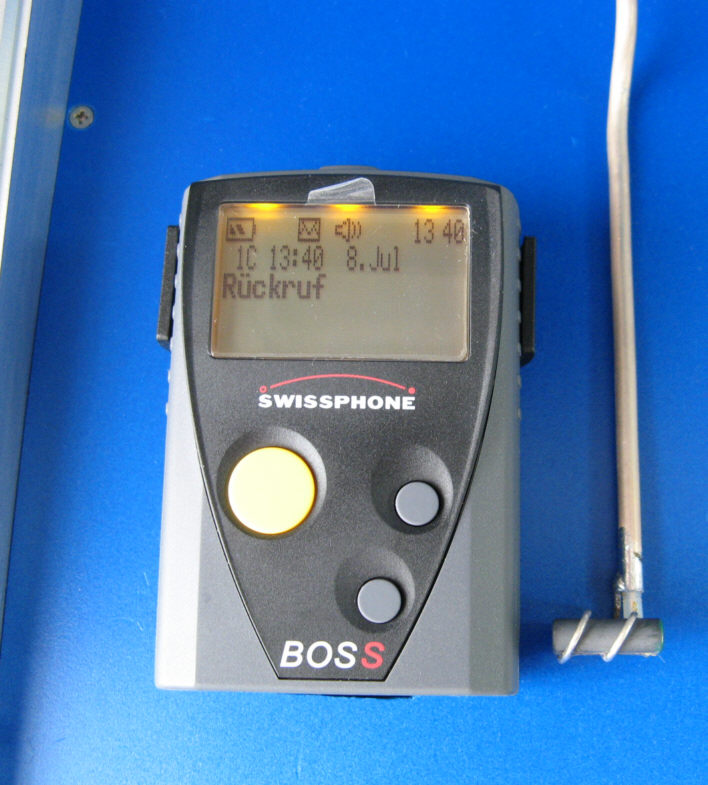 13 40
1C 13:40 8.Jul
Rückruf
SWISSPHONE
BOSS